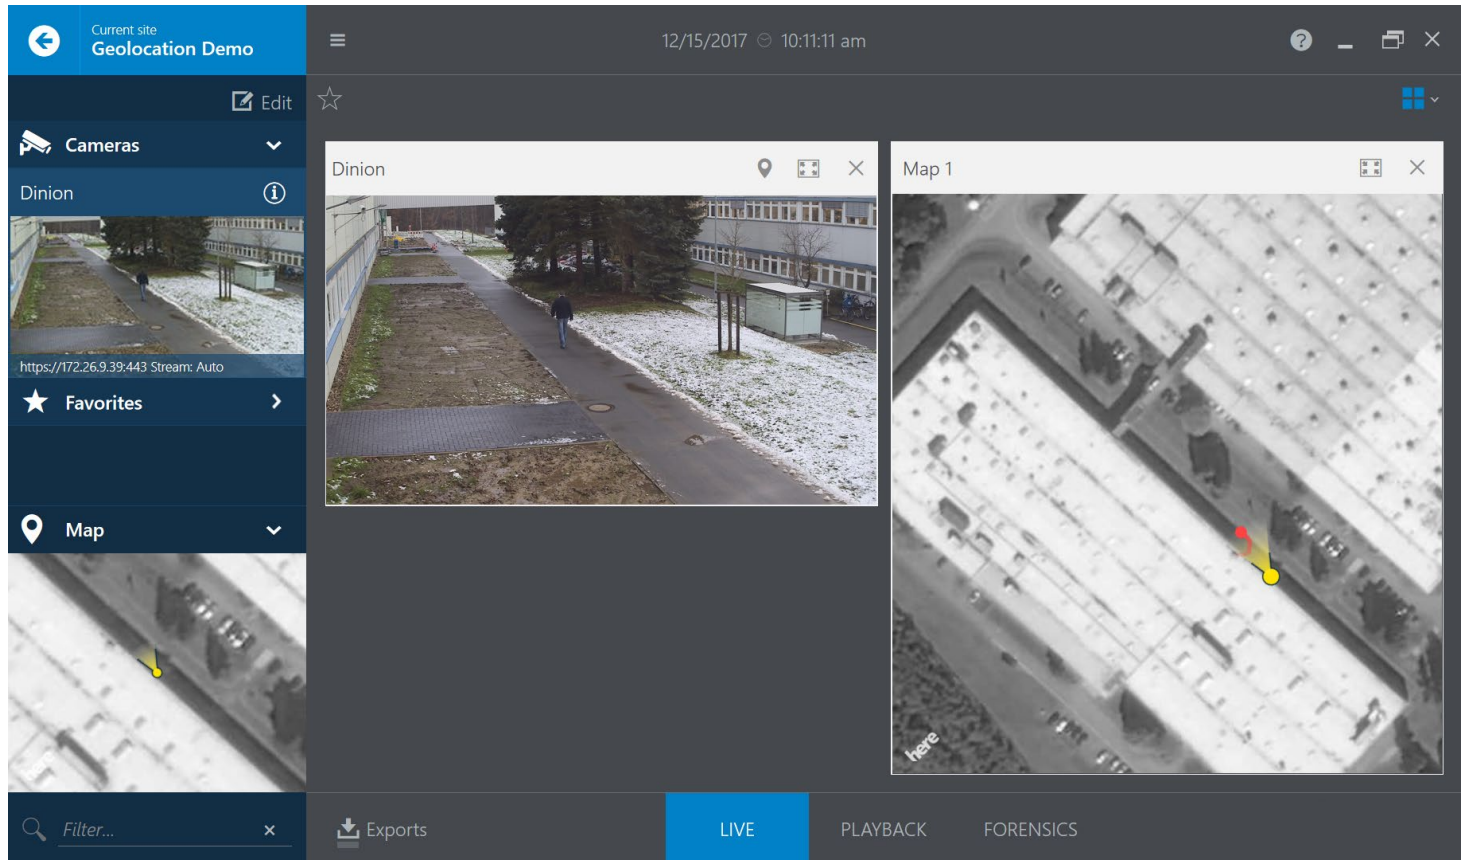 Current site
Geolocation Demo
12/15/2017 10:11:11 am
?
Edit
Cameras
Dinion
i
https://172.26.9.39:443 Stream: Auto
Favorites
Map
here
Filter...
Dinion
Map 1
here
Exports
LIVE
PLAYBACK
FORENSICS